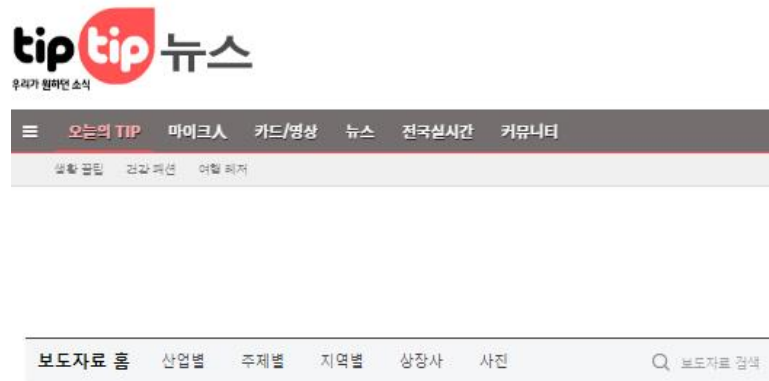 tip tip 뉴스
우리가 원하던 소식
오늘의 TIP 마이크人 카드/영상 뉴스 전국실시간 커뮤니티
생활 꿀팁 건강 패션 여행 레저
보도자료 홈 산업별 주제별 지역별 상장사 사진 보도자료 검색